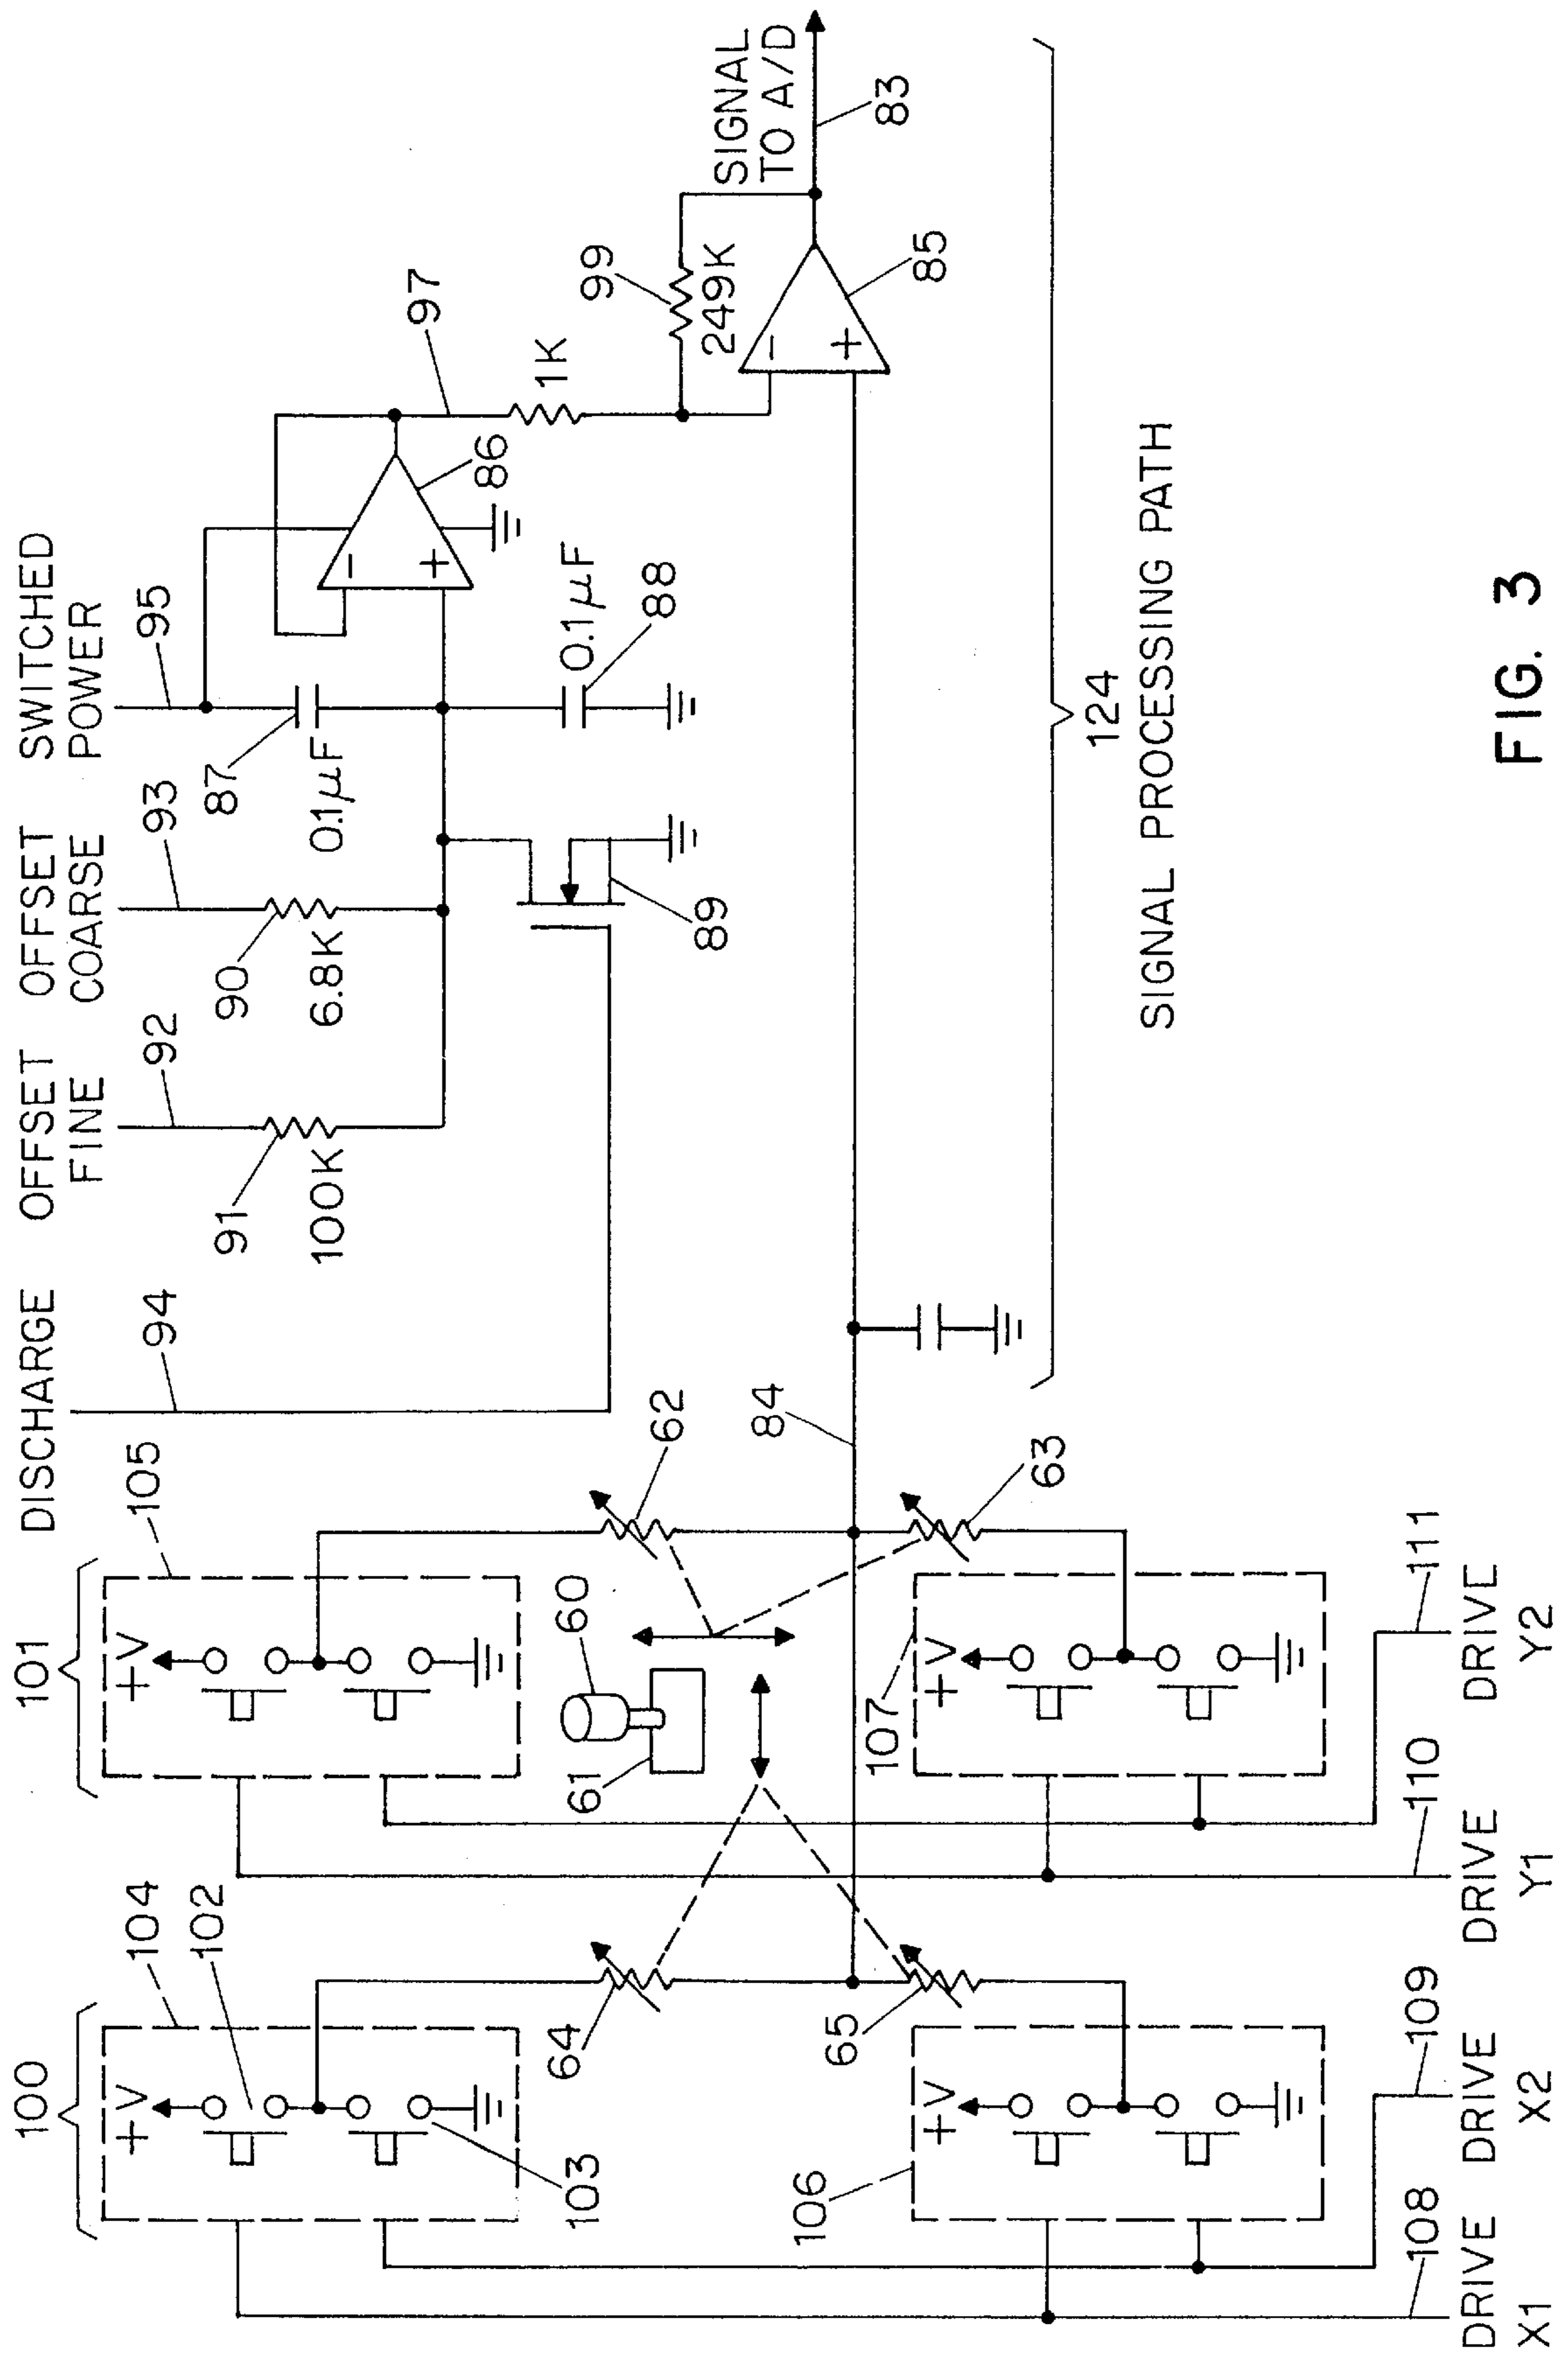 DISCHARGE
OFFSET
FINE
OFFSET
COARSE
SWITCHED
POWER
94
92
93
95
100
101
104
102
105
103
91
100K
90
6.8K
87
0.1µF
86
97
1K
0.1µF
88
89
60
61
62
63
64
65
84
99
249K
85
SIGNAL
TO A/D
83
+V
+V
+V
+V
106
107
-
+
-
+
108
109
110
111
DRIVE
X1
DRIVE
X2
DRIVE
Y1
DRIVE
Y2
124
SIGNAL PROCESSING PATH
FIG. 3